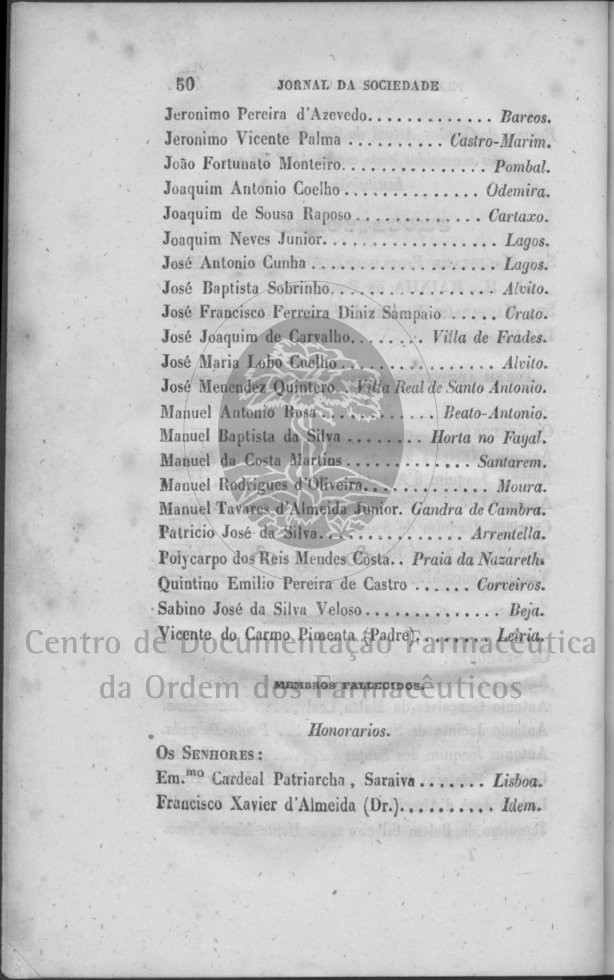 50 JORNAL DA SOCIEDADE
Jeronimo Pereira d'Azevedo............. Barcos.
Jeronimo Vicente Palma .......... Castro-Marim.
João Fortunato Monteiro............... Pombal.
Joaquim Antonio Coelho .............. Odemira.
Joaquim de Sousa Raposo ............. Cartaxo.
Joaquim Neves Junior.................. Lagos.
José Antonio Cunha ................... Lagos.
José Baptista Sobrinho................. Alvito.
José Francisco Ferreira Diniz Sampaio...... Crato.
José Joaquim de Carvalho........ Villa de Frades.
José Maria Lobo Coelho ................ Alvito.
José Menendez Quintero... Villa Real de Santo Antonio.
Manuel Antonio Rosa ............ Beato-Antonio.
Manuel Baptista da Silva ........ Horta no Fayal.
Manuel da Costa Martins ............. Santarem.
Manuel Rodrigues d'Oliveira............. Moura.
Manuel Tavares d'Almeida Junior. Gandra de Cambra.
Patricio José da Silva............... Arrentella.
Polycarpo dos Reis Mendes Costa.. Praia da Nazareth.
Quintino Emilio Pereira de Castro ...... Correiros.
Sabino José da Silva Veloso .............. Beja.
Vicente do Carmo Pimenta (Padre)......... Leiria.
Centro de Documentação Farmacêutica
da Ordem dos Farmacêuticos
MEMBROS FALLECIDOS.
Honorarios.
OS SENHORES :
Em.mo Cardeal Patriarcha , Saraiva ....... Lisboa.
Francisco Xavier d'Almeida (Dr.).......... Idem.